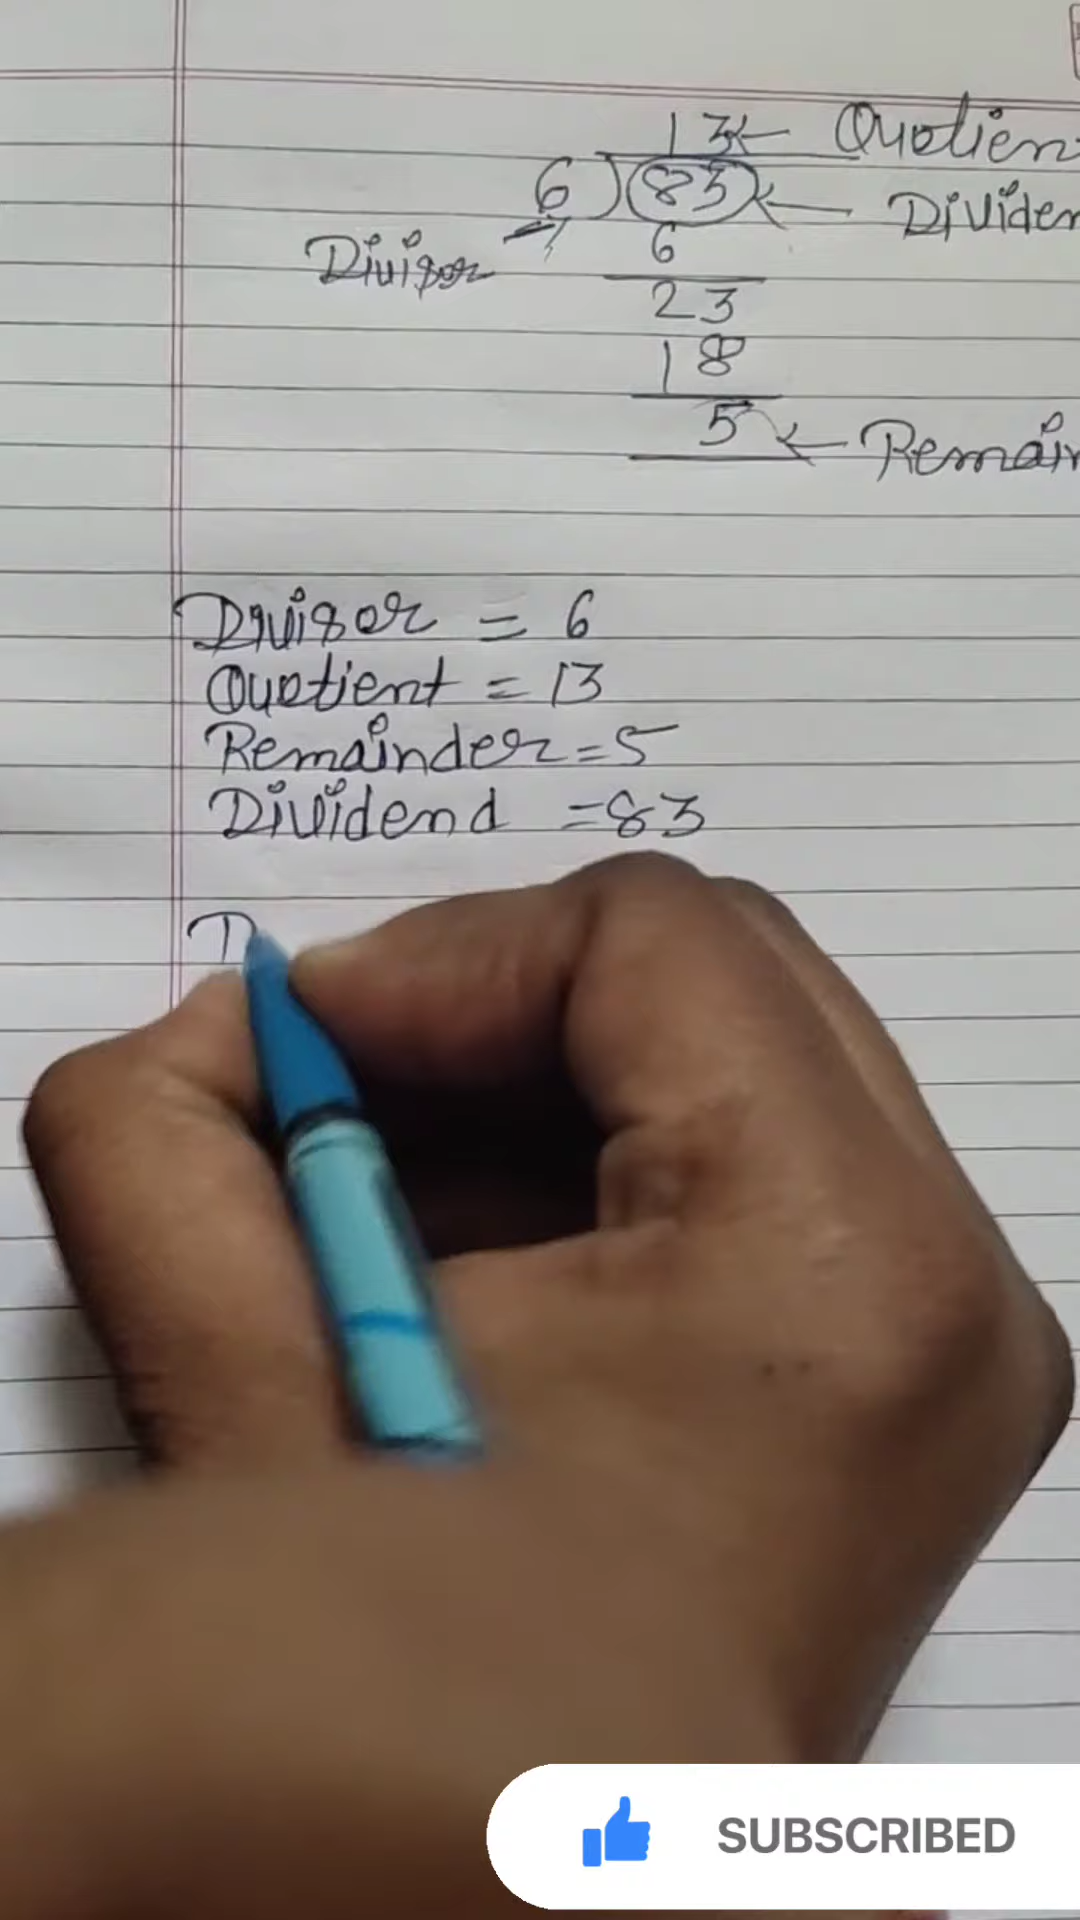 13 ← Quotien
6 ) 83 ← Dividen
Divisor
6
23
18
5 ← Remain
Divisor = 6
Quotient = 13
Remainder = 5
Dividend = 83
D
SUBSCRIBED